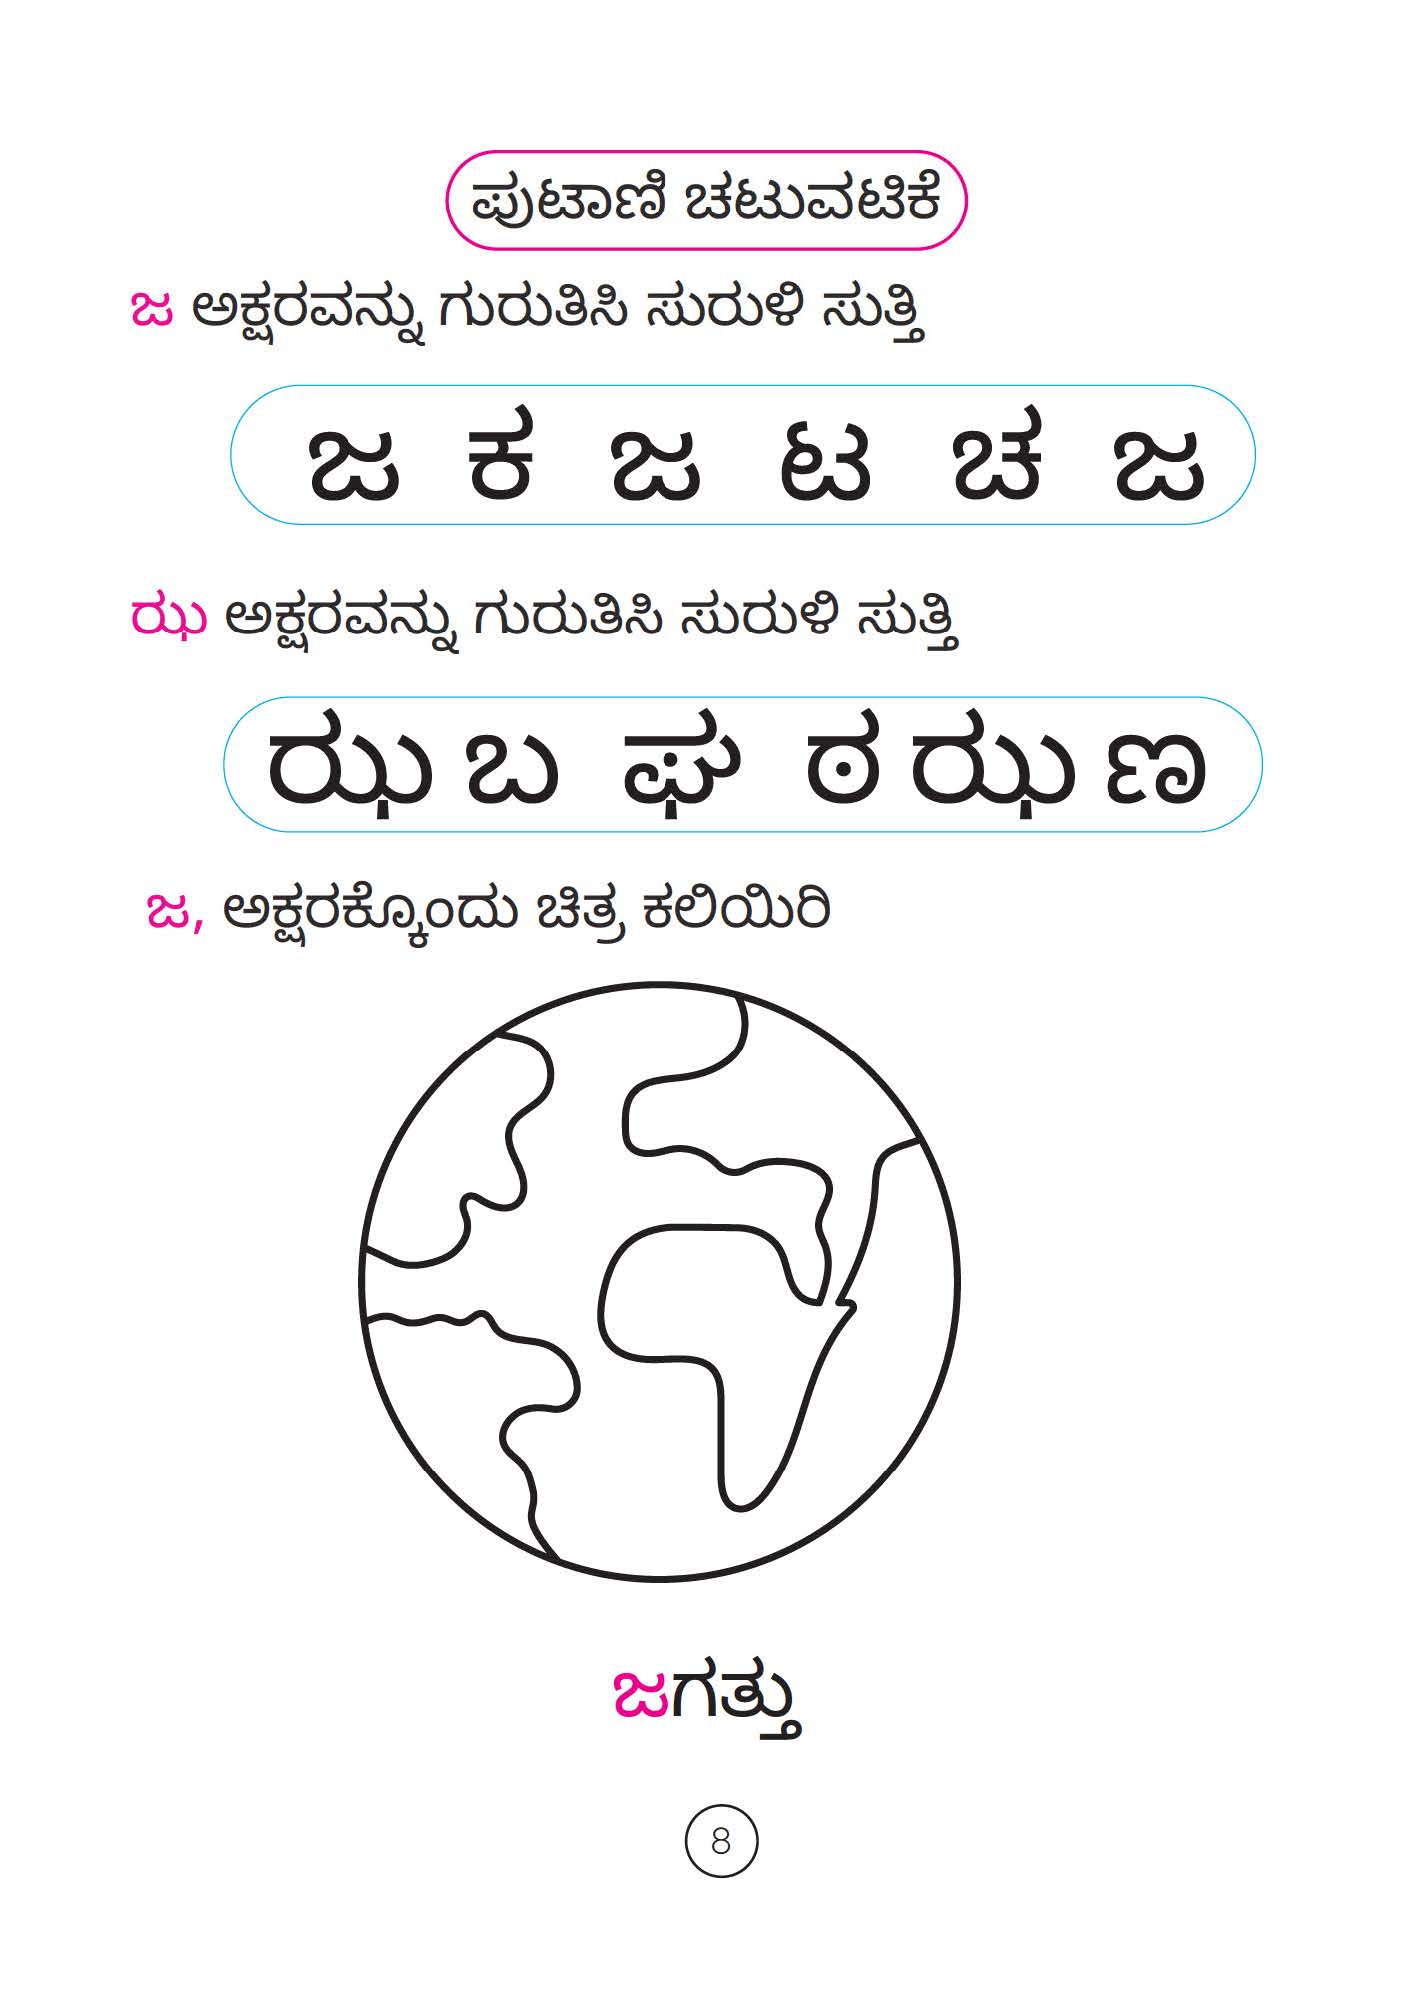 ಪುಟಾಣಿ ಚಟುವಟಿಕೆ
ಜ ಅಕ್ಷರವನ್ನು ಗುರುತಿಸಿ ಸುರುಳಿ ಸುತ್ತಿ
ಜ ಕ ಜ ಟ ಚ ಜ
ಝ ಅಕ್ಷರವನ್ನು ಗುರುತಿಸಿ ಸುರುಳಿ ಸುತ್ತಿ
ಝ ಬ ಘ ಠ ಝ ಣ
ಜ, ಅಕ್ಷರಕ್ಕೊಂದು ಚಿತ್ರ ಕಲಿಯಿರಿ
ಜಗತ್ತು
8